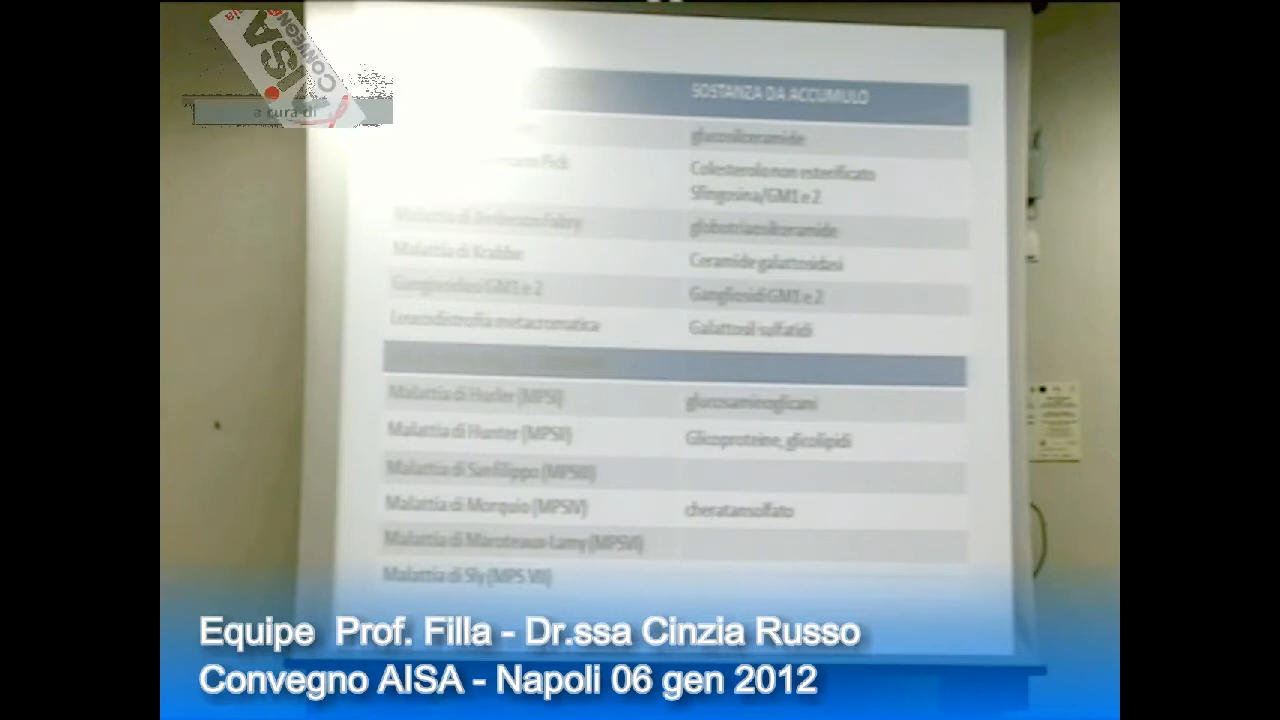 CONVEGNO
AISA
a cura di
SOSTANZA DA ACCUMULO
glucosilceramide
Pick
Colesterolo non esterificato
Sfingosina/GM1 e 2
Malattia di Anderson Fabry
globotriaosilceramide
Malattia di Krabbe
Ceramide galattosidasi
Gangliosidosi GM1 e 2
Gangliosidi GM1 e 2
Leucodistrofia metacromatica
Galattosil sulfatidi
Malattia di Hurler (MPSI)
glucosaminoglicani
Malattia di Hunter (MPSII)
Glicoproteine, glicolipidi
Malattia di Sanfilippo (MPSIII)
Malattia di Morquio (MPSIV)
cheratansolfato
Malattia di Maroteaux-Lamy (MPSVI)
Malattia di Sly (MPS VII)
Equipe Prof. Filla - Dr.ssa Cinzia Russo
Convegno AISA - Napoli 06 gen 2012